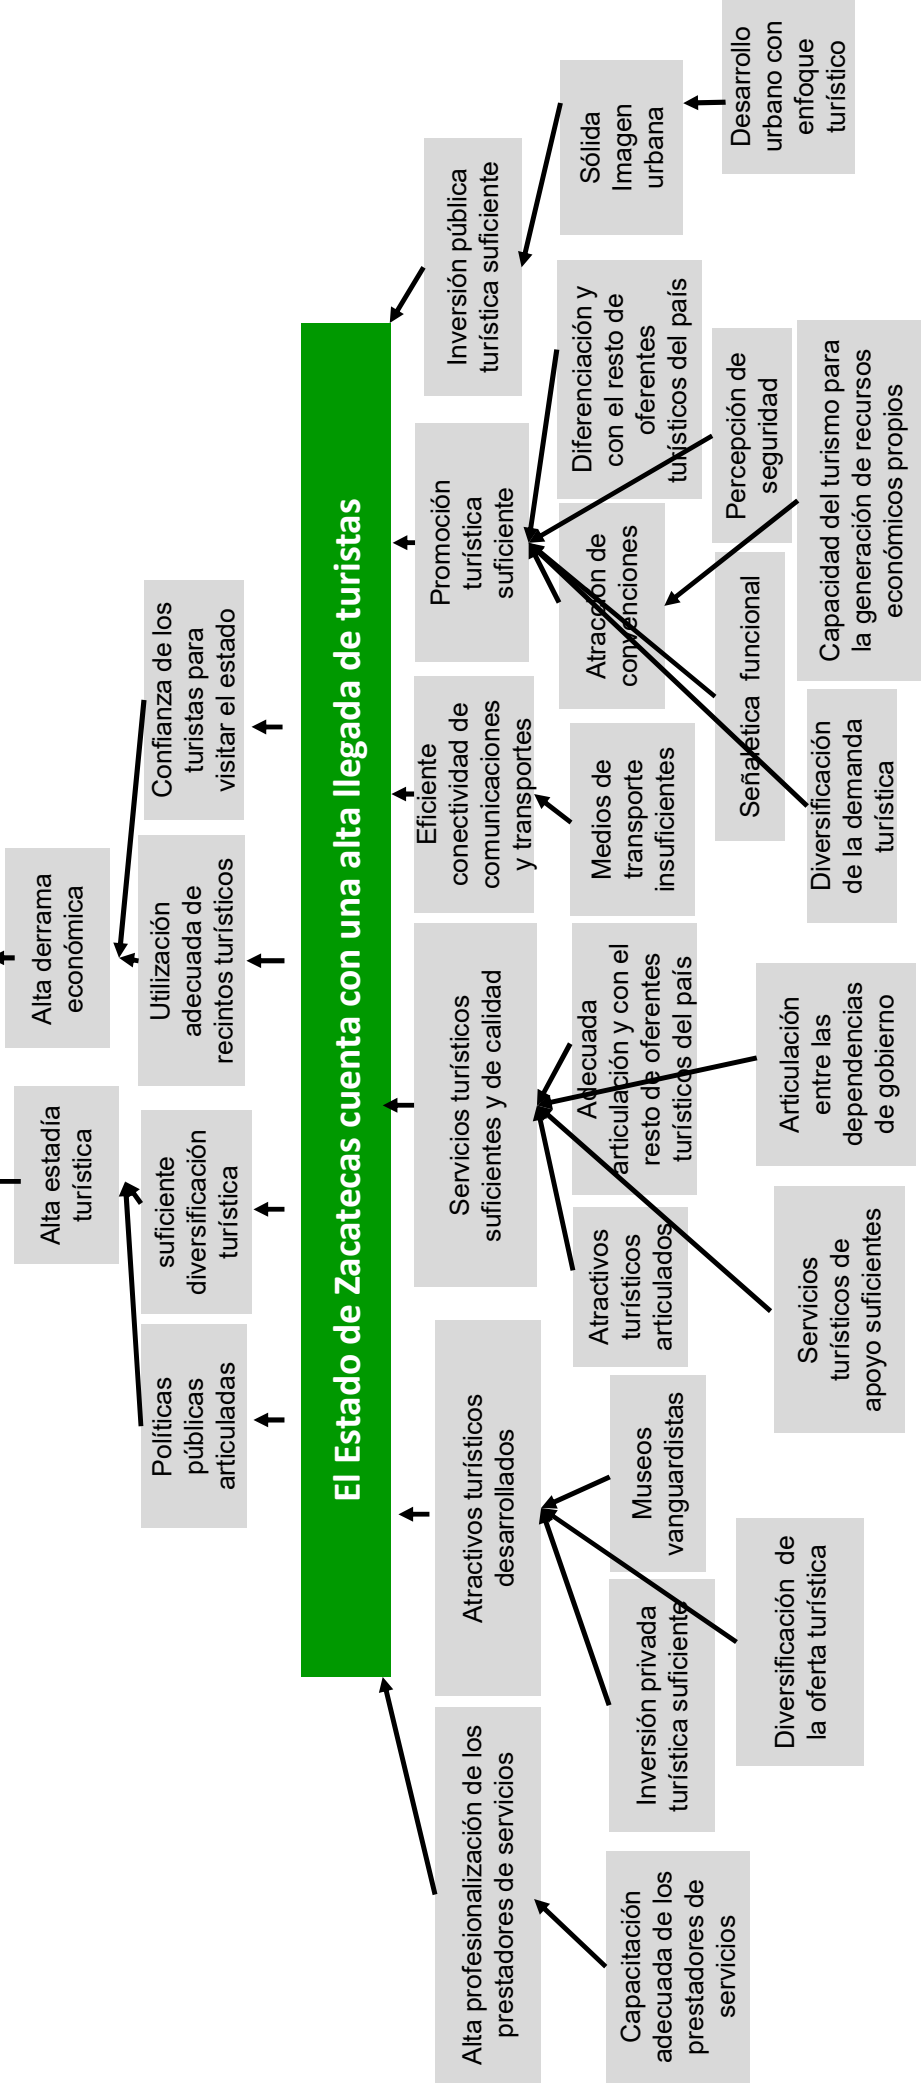 Alta estadía
turística
Alta derrama
económica
Políticas
públicas
articuladas
suficiente
diversificación
turística
Utilización
adecuada de
recintos turísticos
Confianza de los
turistas para
visitar el estado
El Estado de Zacatecas cuenta con una alta llegada de turistas
Alta profesionalización de los
prestadores de servicios
Atractivos turísticos
desarrollados
Servicios turísticos
suficientes y de calidad
Eficiente
conectividad de
comunicaciones
y transportes
Promoción
turística
suficiente
Inversión pública
turística suficiente
Capacitación
adecuada de los
prestadores de
servicios
Inversión privada
turística suficiente
Museos
vanguardistas
Atractivos
turísticos
articulados
Adecuada
articulación y con el
resto de oferentes
turísticos del país
Medios de
transporte
insuficientes
Atracción de
convenciones
Diferenciación y
con el resto de
oferentes
turísticos del país
Sólida
Imagen
urbana
Diversificación de
la oferta turística
Servicios
turísticos de
apoyo suficientes
Articulación
entre las
dependencias
de gobierno
Señalética funcional
Percepción de
seguridad
Desarrollo
urbano con
enfoque
turístico
Diversificación
de la demanda
turística
Capacidad del turismo para
la generación de recursos
económicos propios